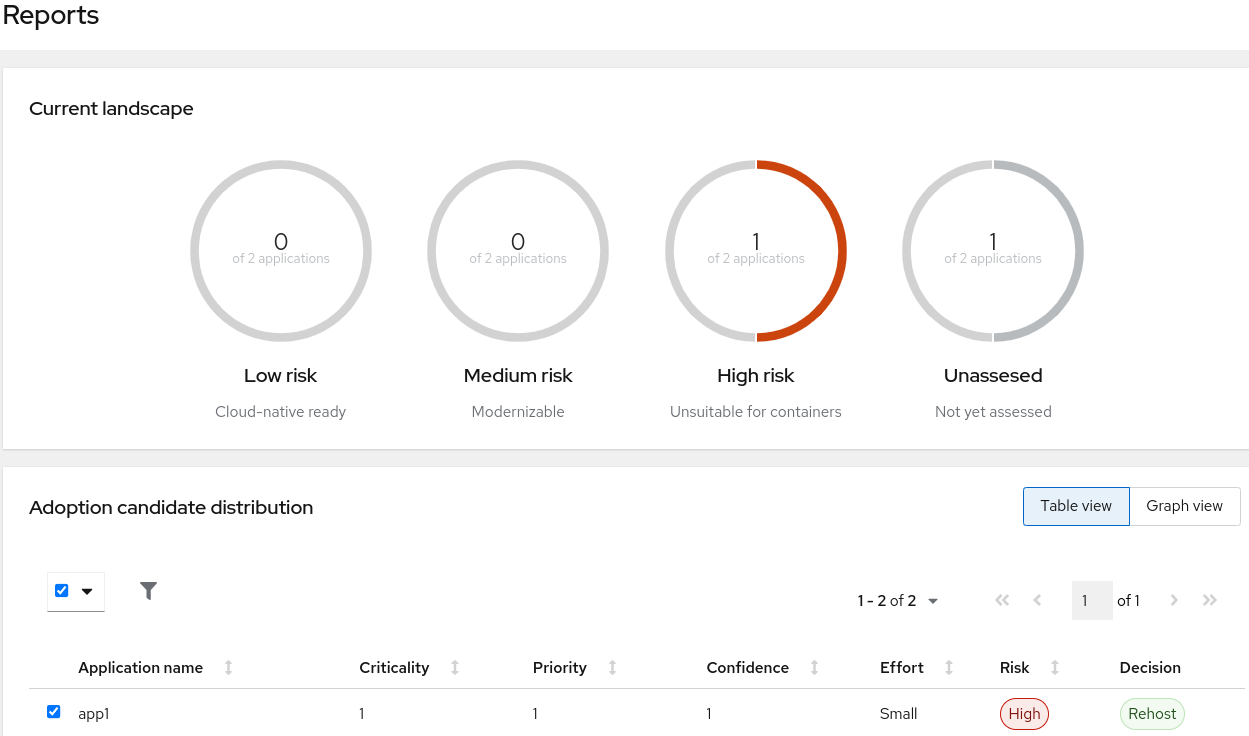 Reports
Current landscape
0 0 1 1
of 2 applications of 2 applications of 2 applications of 2 applications
Low risk Medium risk High risk Unassesed
Cloud-native ready Modernizable Unsuitable for containers Not yet assessed
Adoption candidate distribution Table view Graph view
1 - 2 of 2 1 of 1
Application name Criticality Priority Confidence Effort Risk Decision
app1 1 1 1 Small High Rehost